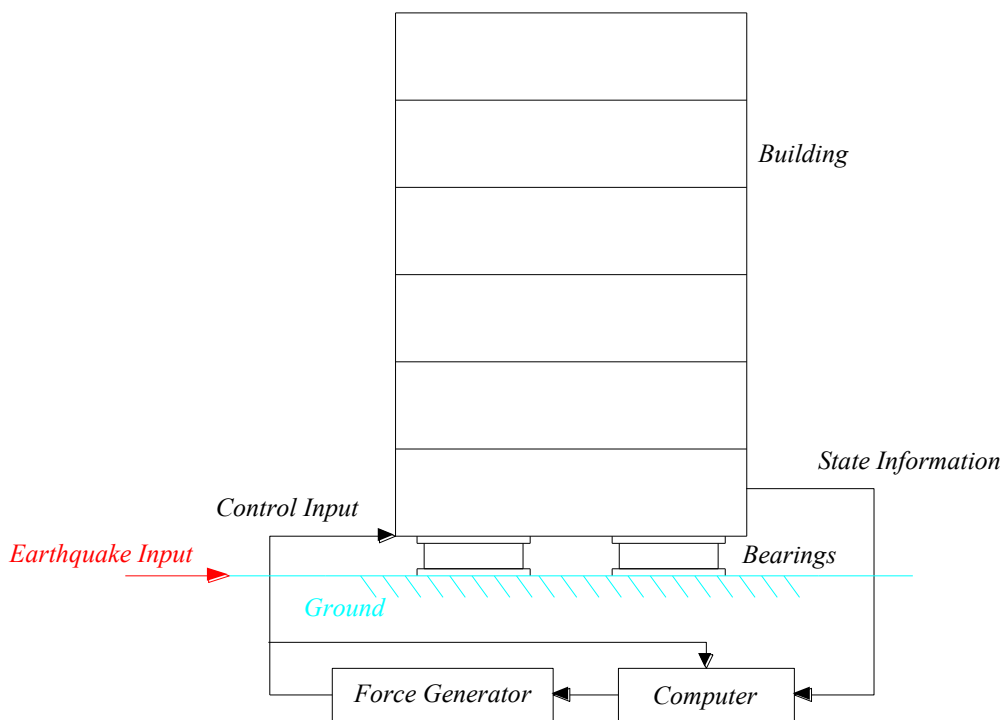 Building
State Information
Control Input
Earthquake Input
Bearings
Ground
Force Generator
Computer